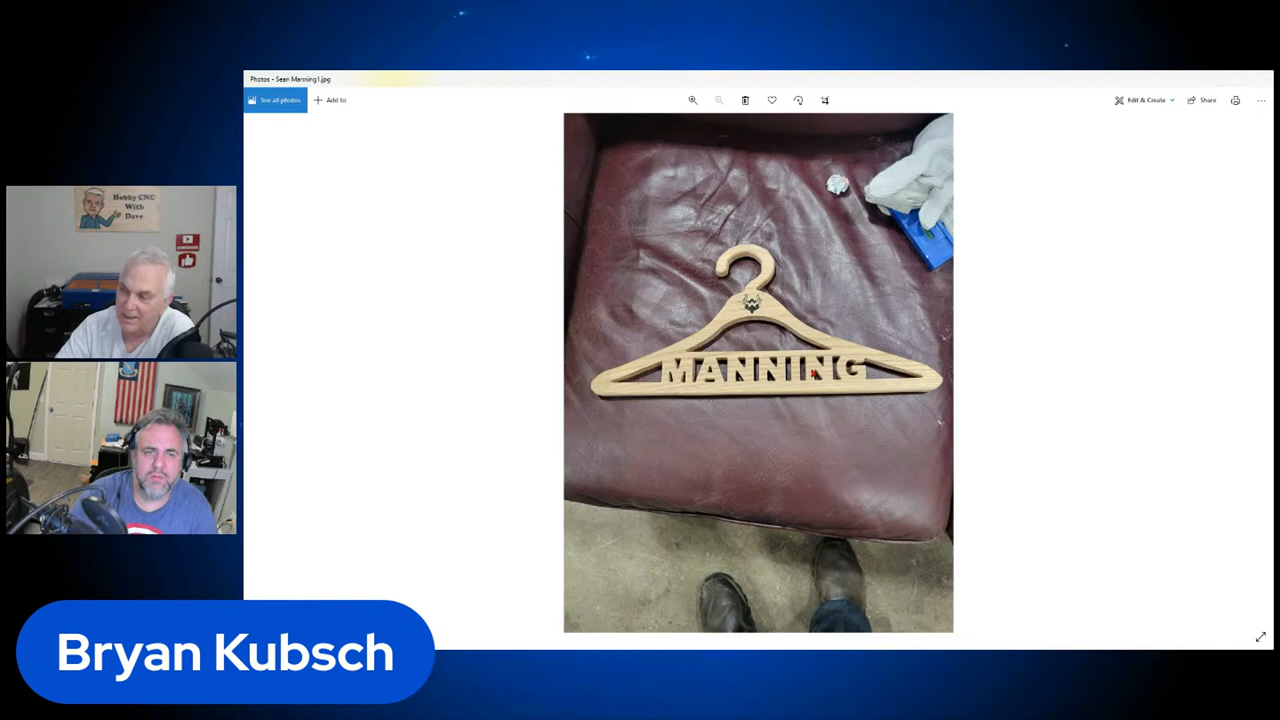 Photos - Sean Manning1.jpg
See all photos
Add to
Edit & Create
Share
Hobby CNC
With
Dave
MANNING
Bryan Kubsch